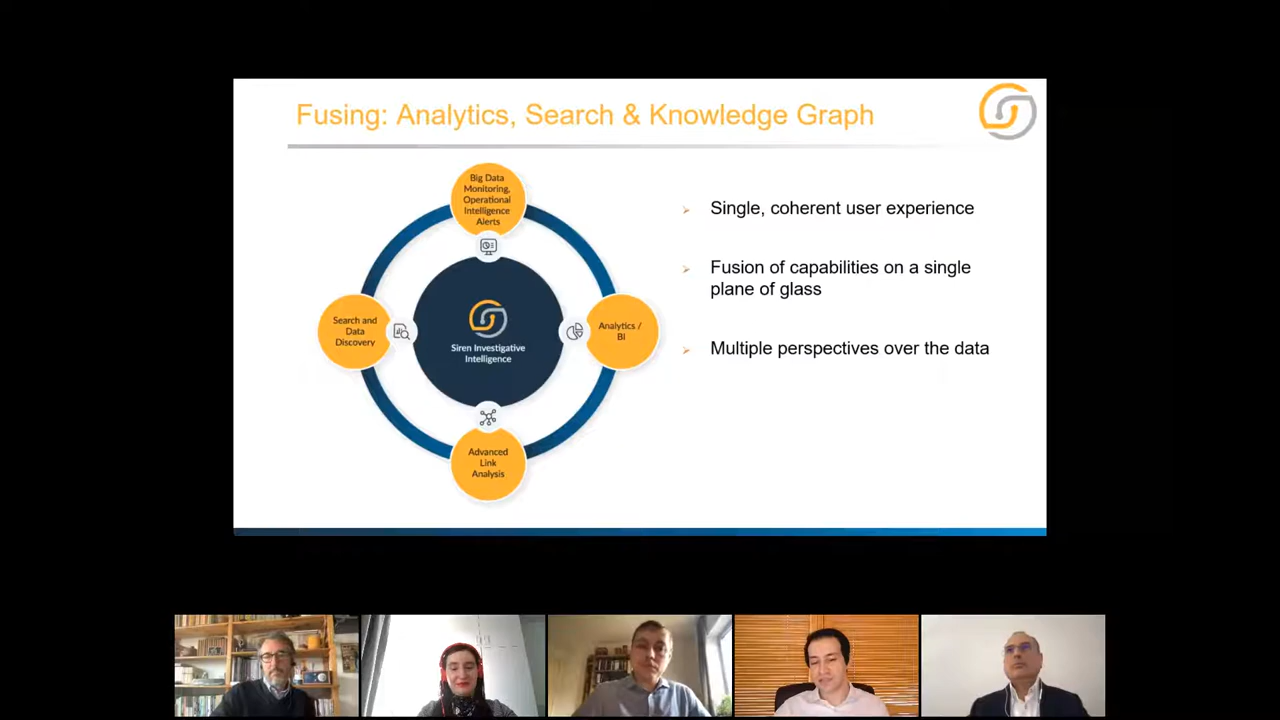 Fusing: Analytics, Search & Knowledge Graph
Big Data
Monitoring,
Operational
Intelligence
Alerts
Search and
Data
Discovery
Siren Investigative
Intelligence
Analytics /
BI
Advanced
Link
Analysis
Single, coherent user experience
Fusion of capabilities on a single
plane of glass
Multiple perspectives over the data